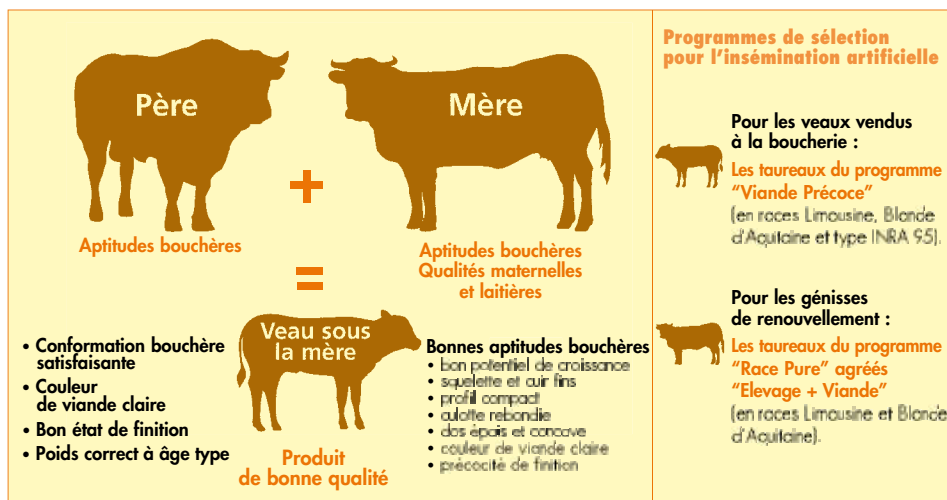 Père
Aptitudes bouchères
+
Mère
Aptitudes bouchères
Qualités maternelles
et laitières
=
• Conformation bouchère
satisfaisante
• Couleur
de viande claire
• Bon état de finition
• Poids correct à âge type
Veau sous
la mère
Produit
de bonne qualité
Bonnes aptitudes bouchères
• bon potentiel de croissance
• squelette et cuir fins
• profill compact
• culotte rebondie
• dos épais et concave
• couleur de viande claire
• précocité de finition
Programmes de sélection
pour l'insémination artificielle
Pour les veaux vendus
à la boucherie :
Les taureaux du programme
“Viande Précoce”
(en races Limousine, Blonde
d'Aquitaine et type INRA 95).
Pour les génisses
de renouvellement :
Les taureaux du programme
“Race Pure” agréés
“Elevage + Viande”
(en races Limousine et Blonde
d'Aquitaine).